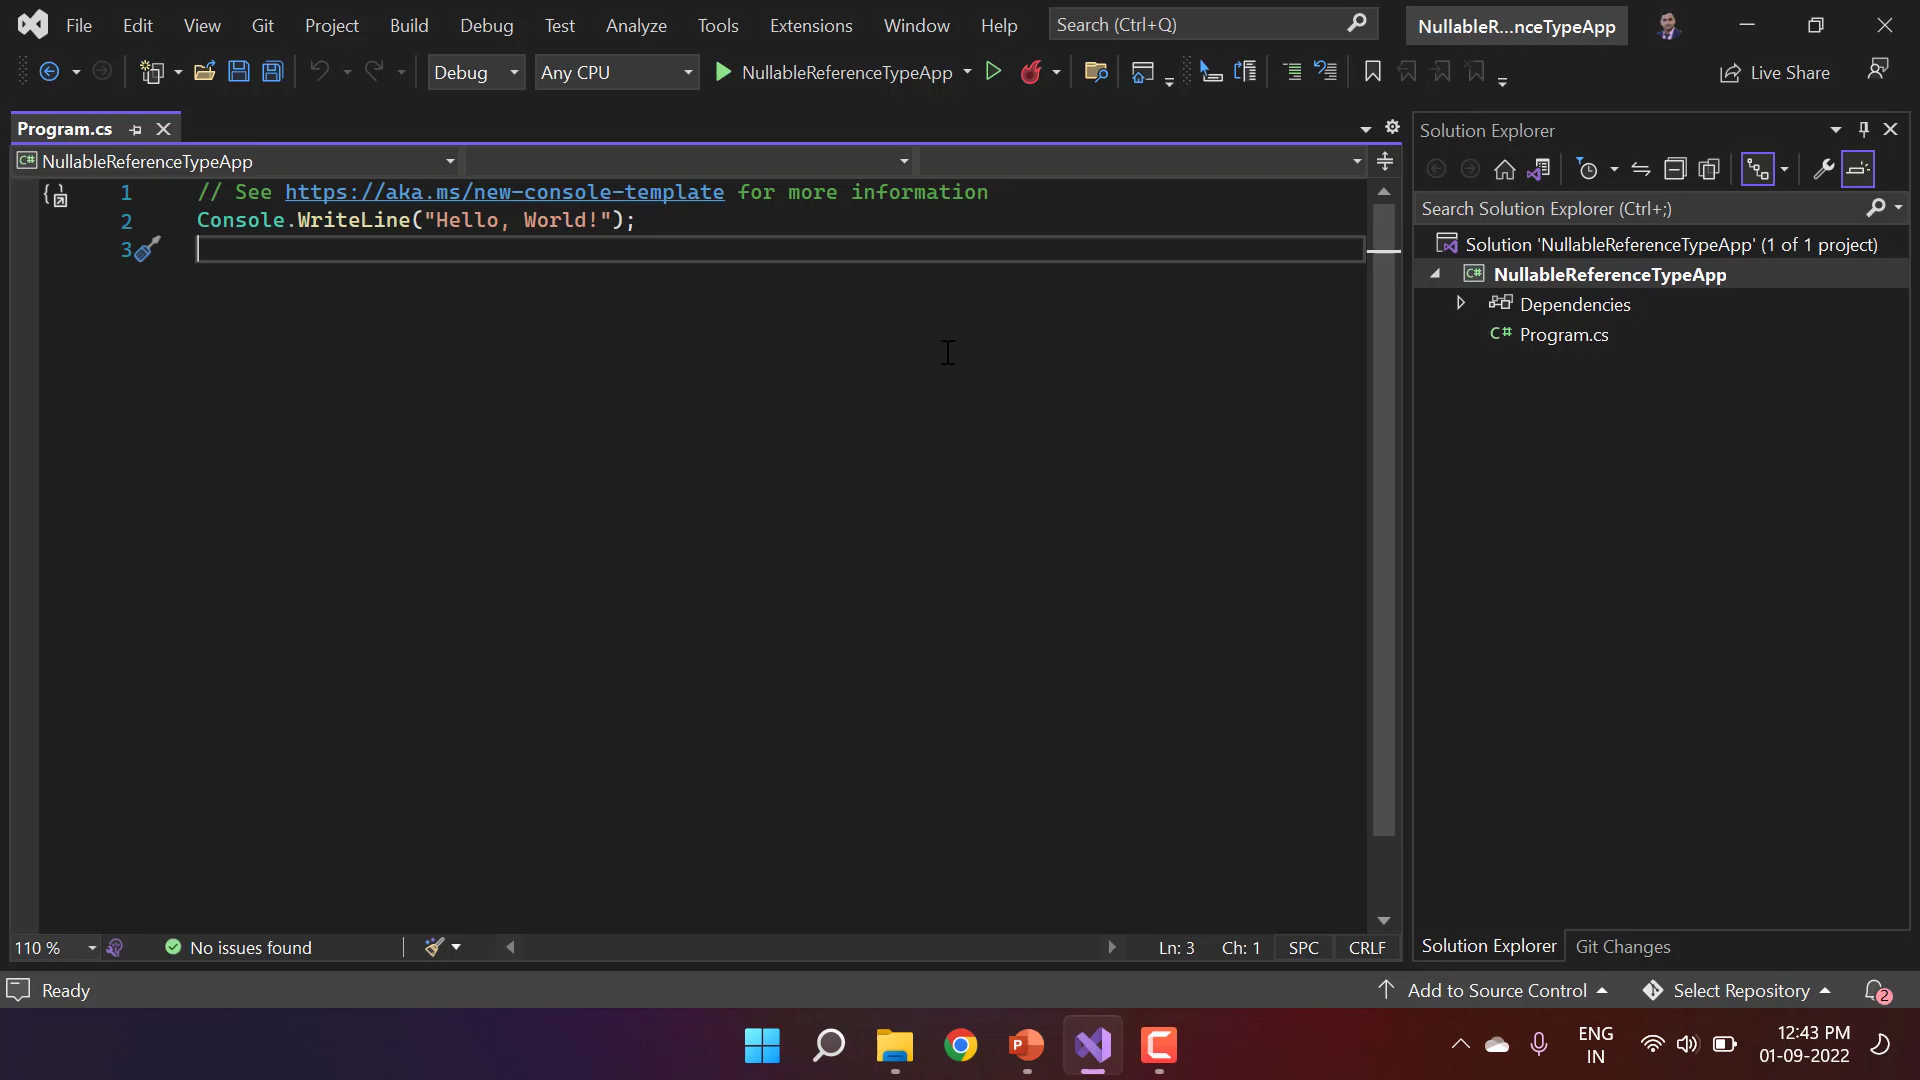 File Edit View Git Project Build Debug Test Analyze Tools Extensions Window Help Search (Ctrl+Q) NullableR...nceTypeApp
Debug Any CPU NullableReferenceTypeApp Live Share
Program.cs
NullableReferenceTypeApp
1 // See https://aka.ms/new-console-template for more information
2 Console.WriteLine("Hello, World!");
3
110 % No issues found Ln: 3 Ch: 1 SPC CRLF
Solution Explorer
Search Solution Explorer (Ctrl+;)
Solution 'NullableReferenceTypeApp' (1 of 1 project)
C# NullableReferenceTypeApp
Dependencies
C# Program.cs
Solution Explorer Git Changes
Ready Add to Source Control Select Repository 2
ENG
IN
12:43 PM
01-09-2022